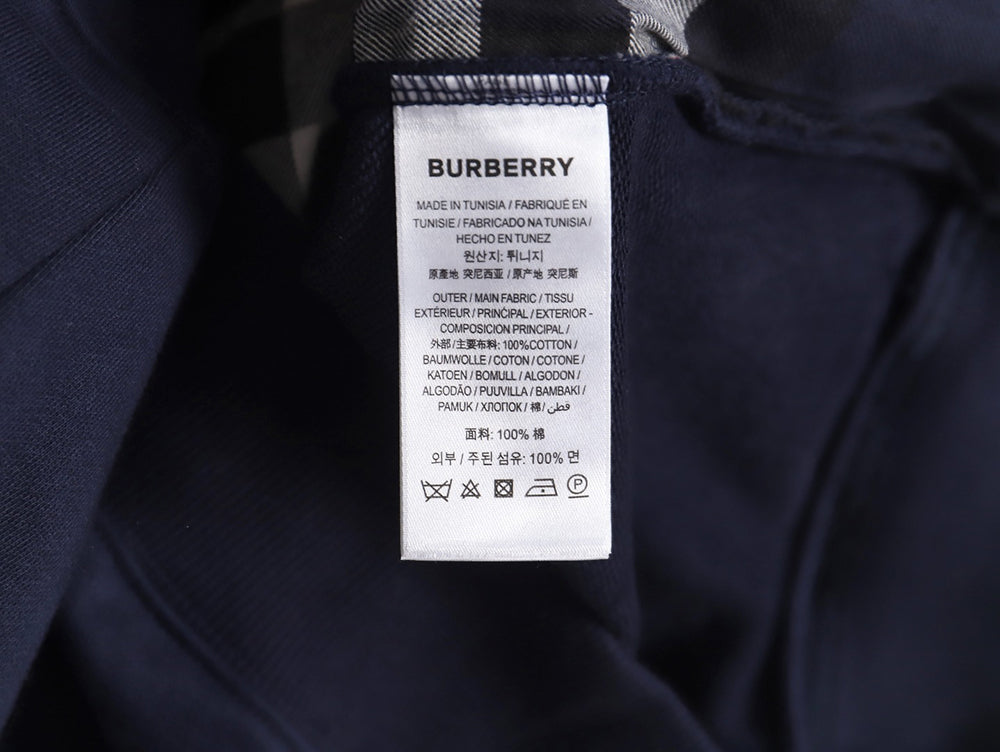 BURBERRY
MADE IN TUNISIA / FABRIQUÉ EN
TUNISIE / FABRICADO NA TUNISIA /
HECHO EN TUNEZ
원산지: 튀니지
原產地 突尼西亚 / 原产地 突尼斯
OUTER / MAIN FABRIC / TISSU
EXTÉRIEUR / PRINCIPAL / EXTERIOR -
COMPOSICION PRINCIPAL /
外部 / 主要布料: 100%COTTON /
BAUMWOLLE / COTON / COTONE /
KATOEN / BOMULL / ALGODON /
ALGODÃO / PUUVILLA / BAMBAKI /
PAMUK / ХЛОПОК / 棉 / قطن
面料: 100% 棉
외부 / 주된 섬유: 100% 면
P